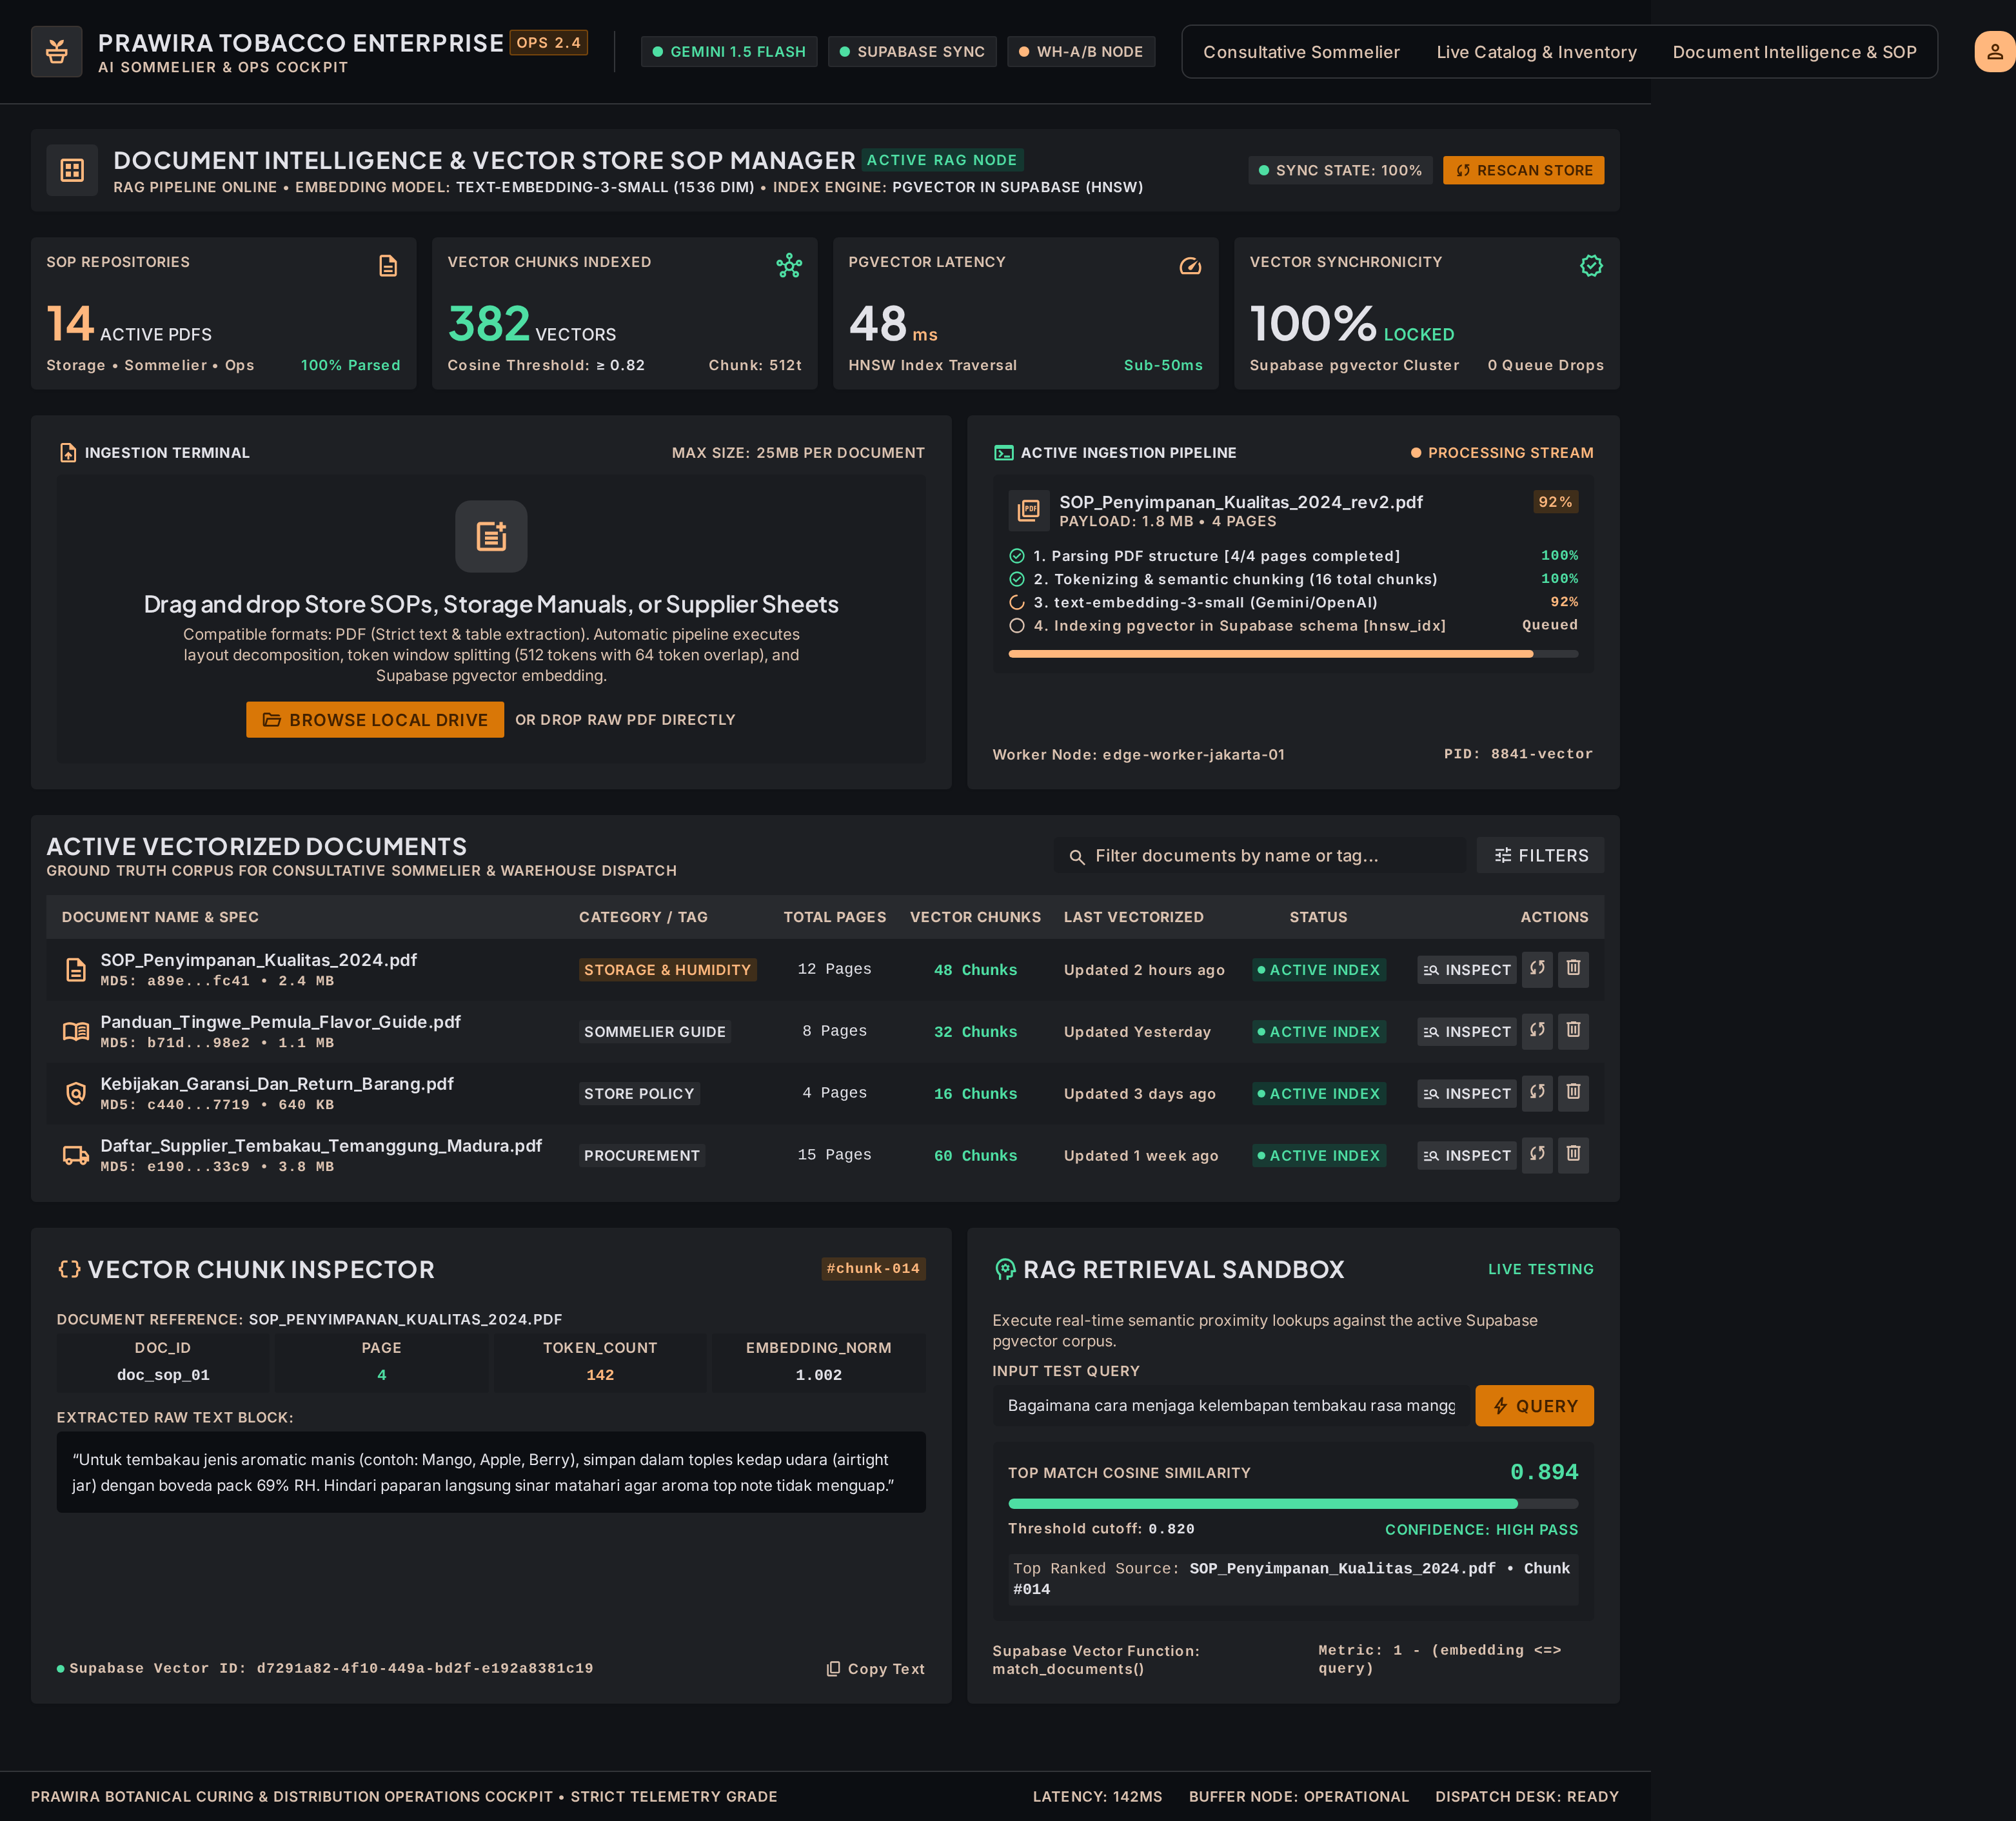 PRAWIRA TOBACCO ENTERPRISE OPS 2.4
AI SOMMELIER & OPS COCKPIT
GEMINI 1.5 FLASH
SUPABASE SYNC
WH-A/B NODE
Consultative Sommelier
Live Catalog & Inventory
Document Intelligence & SOP
DOCUMENT INTELLIGENCE & VECTOR STORE SOP MANAGER ACTIVE RAG NODE
RAG PIPELINE ONLINE • EMBEDDING MODEL: TEXT-EMBEDDING-3-SMALL (1536 DIM) • INDEX ENGINE: PGVECTOR IN SUPABASE (HNSW)
SYNC STATE: 100%
RESCAN STORE
SOP REPOSITORIES
14 ACTIVE PDFS
Storage • Sommelier • Ops
100% Parsed
VECTOR CHUNKS INDEXED
382 VECTORS
Cosine Threshold: ≥ 0.82
Chunk: 512t
PGVECTOR LATENCY
48 ms
HNSW Index Traversal
Sub-50ms
VECTOR SYNCHRONICITY
100% LOCKED
Supabase pgvector Cluster
0 Queue Drops
INGESTION TERMINAL
MAX SIZE: 25MB PER DOCUMENT
Drag and drop Store SOPs, Storage Manuals, or Supplier Sheets
Compatible formats: PDF (Strict text & table extraction). Automatic pipeline executes
layout decomposition, token window splitting (512 tokens with 64 token overlap), and
Supabase pgvector embedding.
BROWSE LOCAL DRIVE
OR DROP RAW PDF DIRECTLY
ACTIVE INGESTION PIPELINE
PROCESSING STREAM
PDF
SOP_Penyimpanan_Kualitas_2024_rev2.pdf
92%
PAYLOAD: 1.8 MB • 4 PAGES
1. Parsing PDF structure [4/4 pages completed]
100%
2. Tokenizing & semantic chunking (16 total chunks)
100%
3. text-embedding-3-small (Gemini/OpenAI)
92%
4. Indexing pgvector in Supabase schema [hnsw_idx]
Queued
Worker Node: edge-worker-jakarta-01
PID: 8841-vector
ACTIVE VECTORIZED DOCUMENTS
GROUND TRUTH CORPUS FOR CONSULTATIVE SOMMELIER & WAREHOUSE DISPATCH
Filter documents by name or tag...
FILTERS
DOCUMENT NAME & SPEC
CATEGORY / TAG
TOTAL PAGES
VECTOR CHUNKS
LAST VECTORIZED
STATUS
ACTIONS
SOP_Penyimpanan_Kualitas_2024.pdf
MD5: a89e...fc41 • 2.4 MB
STORAGE & HUMIDITY
12 Pages
48 Chunks
Updated 2 hours ago
ACTIVE INDEX
INSPECT
Panduan_Tingwe_Pemula_Flavor_Guide.pdf
MD5: b71d...98e2 • 1.1 MB
SOMMELIER GUIDE
8 Pages
32 Chunks
Updated Yesterday
ACTIVE INDEX
INSPECT
Kebijakan_Garansi_Dan_Return_Barang.pdf
MD5: c440...7719 • 640 KB
STORE POLICY
4 Pages
16 Chunks
Updated 3 days ago
ACTIVE INDEX
INSPECT
Daftar_Supplier_Tembakau_Temanggung_Madura.pdf
MD5: e190...33c9 • 3.8 MB
PROCUREMENT
15 Pages
60 Chunks
Updated 1 week ago
ACTIVE INDEX
INSPECT
VECTOR CHUNK INSPECTOR
#chunk-014
DOCUMENT REFERENCE: SOP_PENYIMPANAN_KUALITAS_2024.PDF
DOC_ID
doc_sop_01
PAGE
4
TOKEN_COUNT
142
EMBEDDING_NORM
1.002
EXTRACTED RAW TEXT BLOCK:
“Untuk tembakau jenis aromatic manis (contoh: Mango, Apple, Berry), simpan dalam toples kedap udara (airtight
jar) dengan boveda pack 69% RH. Hindari paparan langsung sinar matahari agar aroma top note tidak menguap.”
Supabase Vector ID: d7291a82-4f10-449a-bd2f-e192a8381c19
Copy Text
RAG RETRIEVAL SANDBOX
LIVE TESTING
Execute real-time semantic proximity lookups against the active Supabase
pgvector corpus.
INPUT TEST QUERY
Bagaimana cara menjaga kelembapan tembakau rasa mangg
QUERY
TOP MATCH COSINE SIMILARITY
0.894
Threshold cutoff: 0.820
CONFIDENCE: HIGH PASS
Top Ranked Source: SOP_Penyimpanan_Kualitas_2024.pdf • Chunk
#014
Supabase Vector Function:
match_documents()
Metric: 1 - (embedding <=>
query)
PRAWIRA BOTANICAL CURING & DISTRIBUTION OPERATIONS COCKPIT • STRICT TELEMETRY GRADE
LATENCY: 142MS
BUFFER NODE: OPERATIONAL
DISPATCH DESK: READY